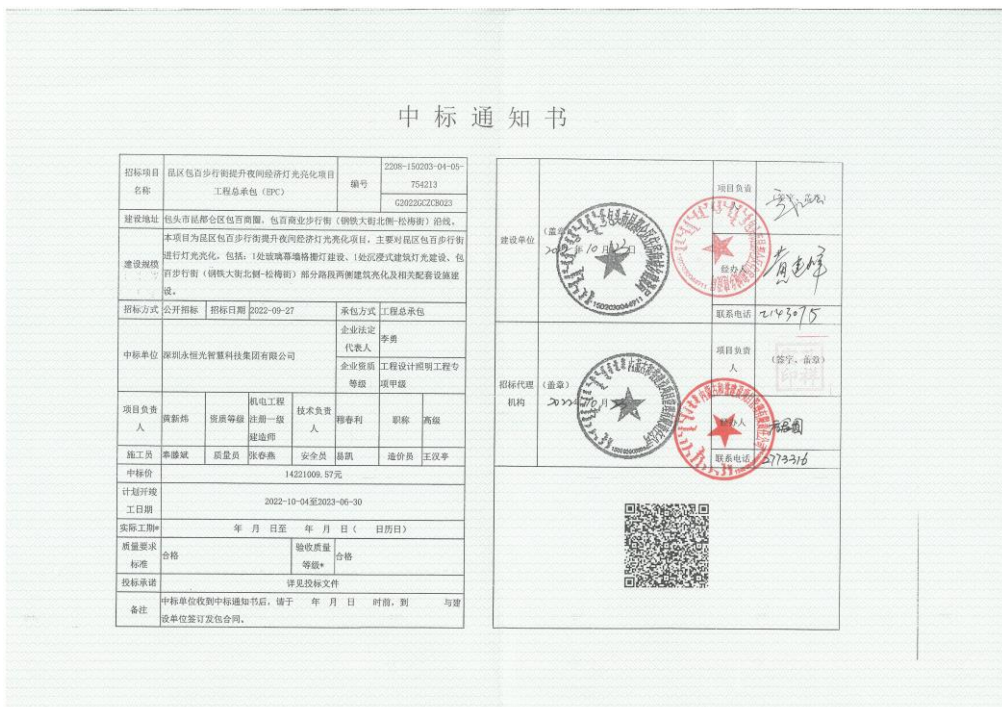 中标通知书
招标项目名称
昆区包百步行街提升夜间经济灯光亮化项目
工程总承包（EPC）
编号
2208-150203-04-05-
754213
G2022GCZCB023
建设地址
包头市昆都仑区包百商圈，包百商业步行街（钢铁大街北侧-松梅街）沿线。
建设规模
本项目为昆区包百步行街提升夜间经济灯光亮化项目，主要对昆区包百步行街
进行灯光亮化，包括：1处玻璃幕墙格栅灯建设、1处沉浸式建筑灯光建设、包
百步行街（钢铁大街北侧-松梅街）部分路段两侧建筑亮化及相关配套设施建
设。
招标方式 公开招标 招标日期 2022-09-27 承包方式 工程总承包
中标单位 深圳永恒光智慧科技集团有限公司
企业法定
代表人
李勇
企业资质
等级
工程设计照明工程专
项甲级
项目负责
人
黄新炜
资质等级
机电工程
注册一级
建造师
技术负责
人
程春利
职称 高级
施工员 秦滕斌 质量员 张春燕 安全员 易凯 造价员 王汉亭
中标价 14221009.57元
计划开竣
工日期
2022-10-04至2023-06-30
实际工期* 年 月 日至 年 月 日（ 日历日）
质量要求
标准
合格
验收质量
等级*
合格
投标承诺 详见投标文件
备注
中标单位收到中标通知书后，请于 年 月 日 时前，到 与建
设单位签订发包合同。
建设单位
（盖章）
年10月
项目负责
经办人
联系电话 2143075
招标代理
机构
（盖章）
2022年10月
项目负责
人
（签字、盖章）
经办人
联系电话 2773316